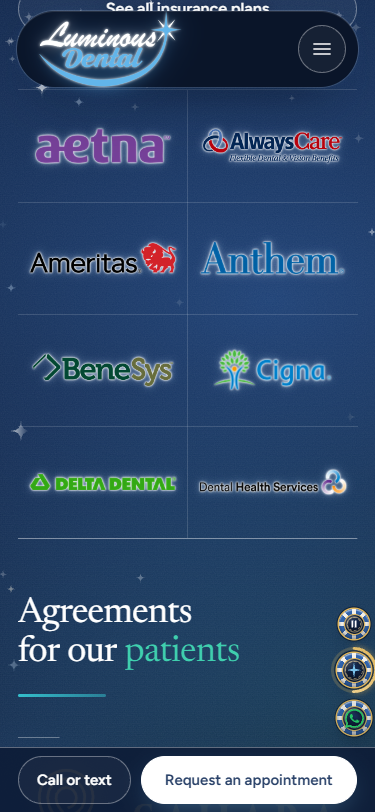 See all insurance plans
Luminous
Dental
aetna
AlwaysCare
Flexible Dental & Vision Benefits
Ameritas
Anthem
BeneSys
Cigna
DELTA DENTAL
Dental Health Services
Agreements
for our patients
Call or text
Request an appointment